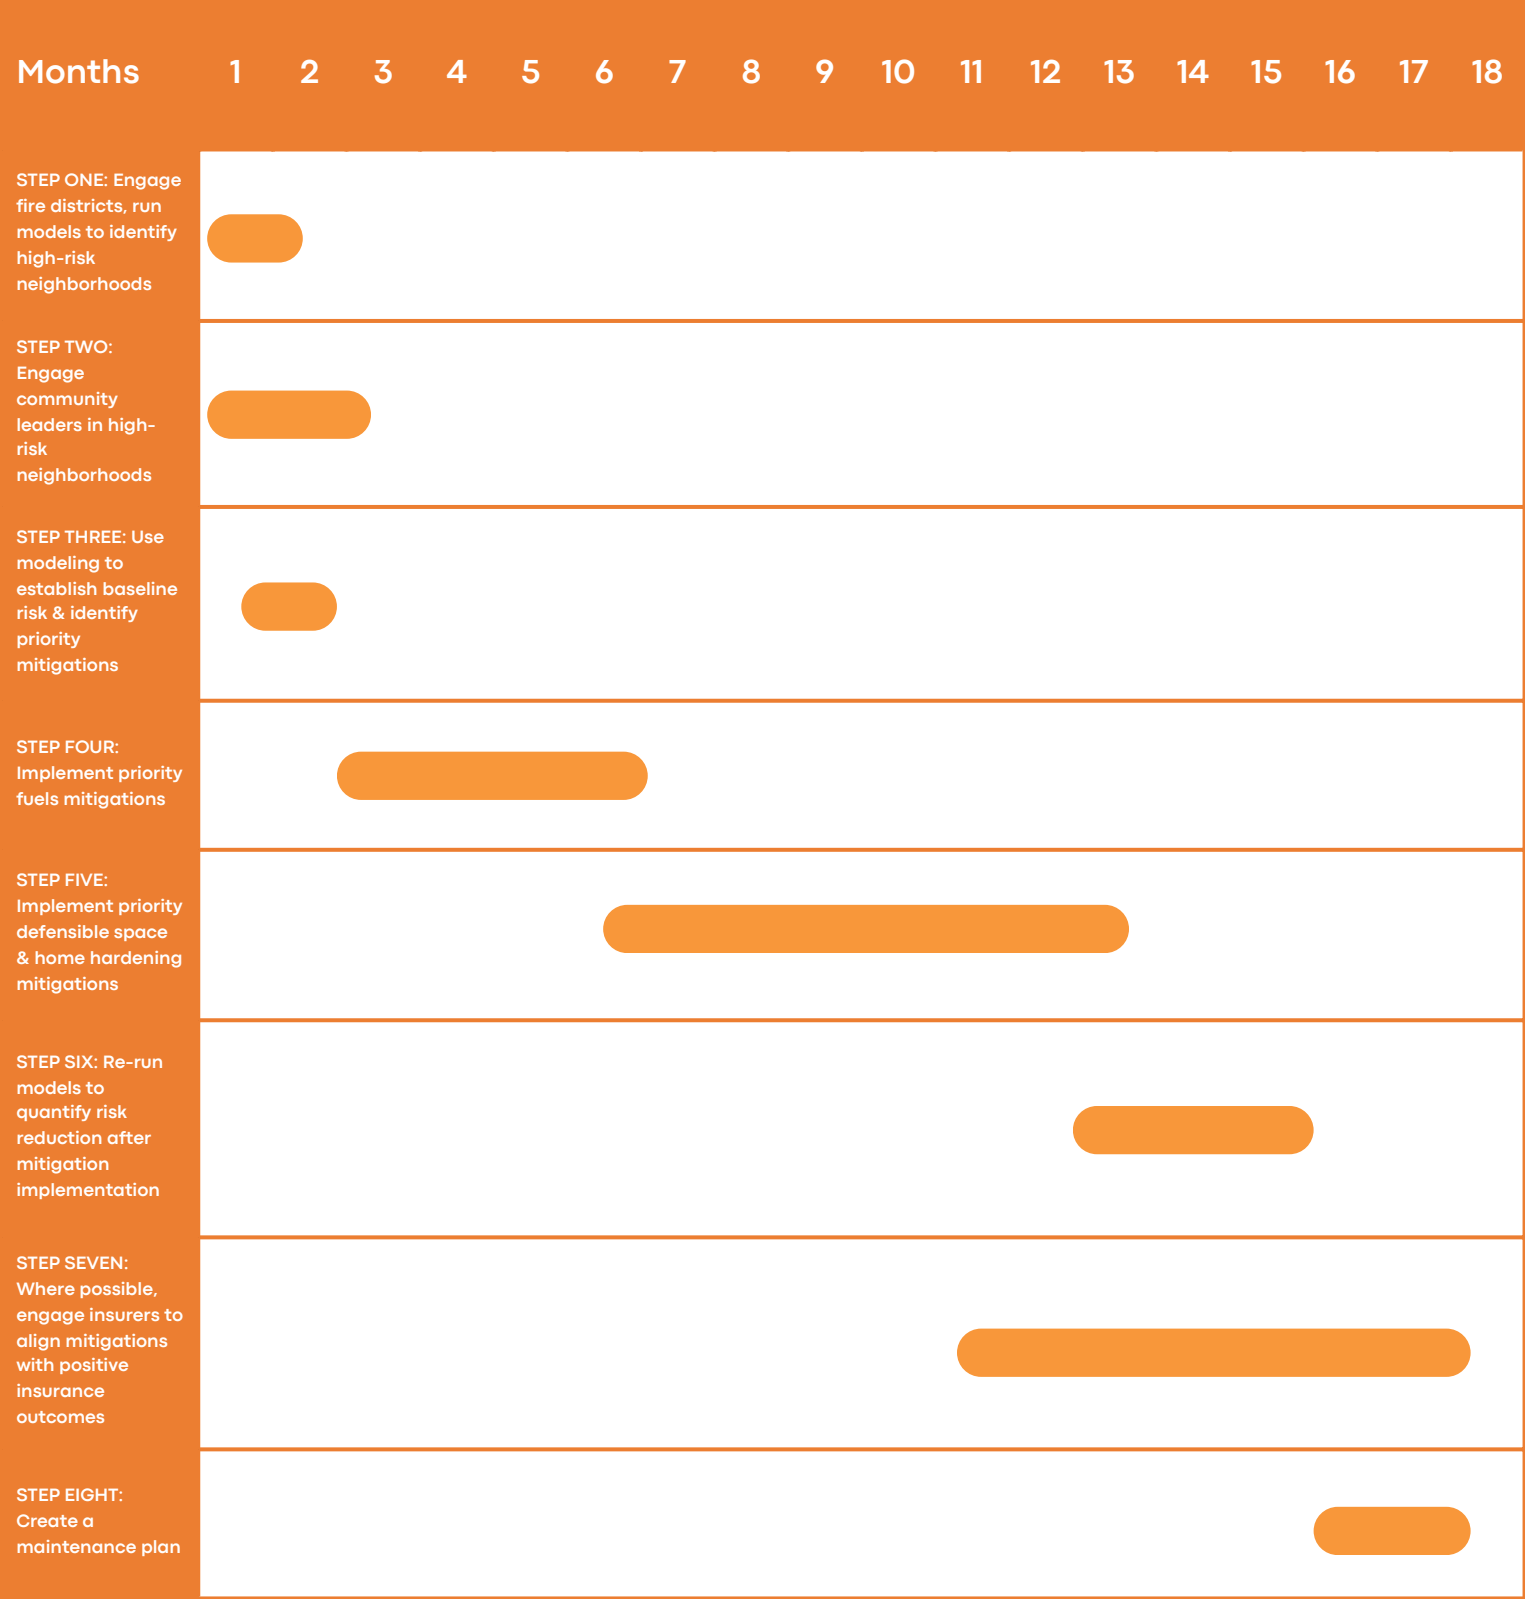 Months 1 2 3 4 5 6 7 8 9 10 11 12 13 14 15 16 17 18
STEP ONE: Engage
fire districts, run
models to identify
high-risk
neighborhoods
STEP TWO:
Engage
community
leaders in high-
risk
neighborhoods
STEP THREE: Use
modeling to
establish baseline
risk & identify
priority
mitigations
STEP FOUR:
Implement priority
fuels mitigations
STEP FIVE:
Implement priority
defensible space
& home hardening
mitigations
STEP SIX: Re-run
models to
quantify risk
reduction after
mitigation
implementation
STEP SEVEN:
Where possible,
engage insurers to
align mitigations
with positive
insurance
outcomes
STEP EIGHT:
Create a
maintenance plan